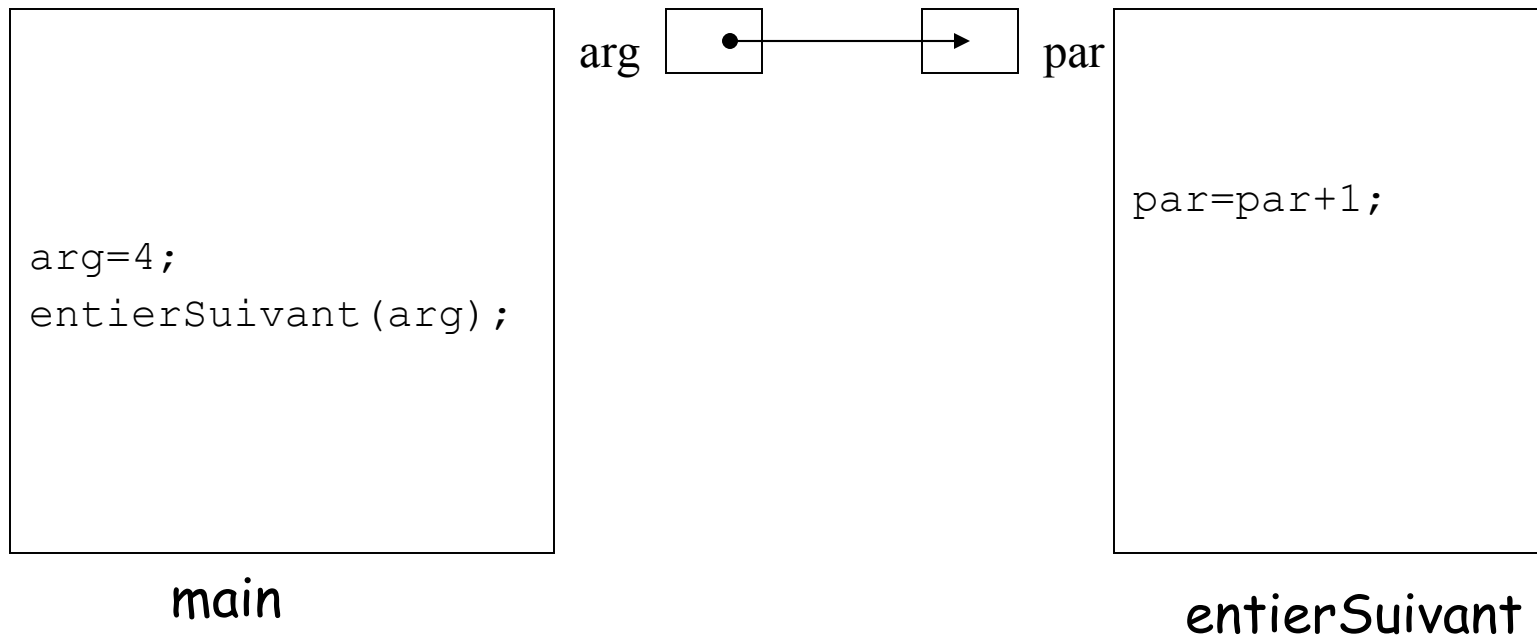 arg
par
arg=4;
entierSuivant(arg);
par=par+1;
main
entierSuivant